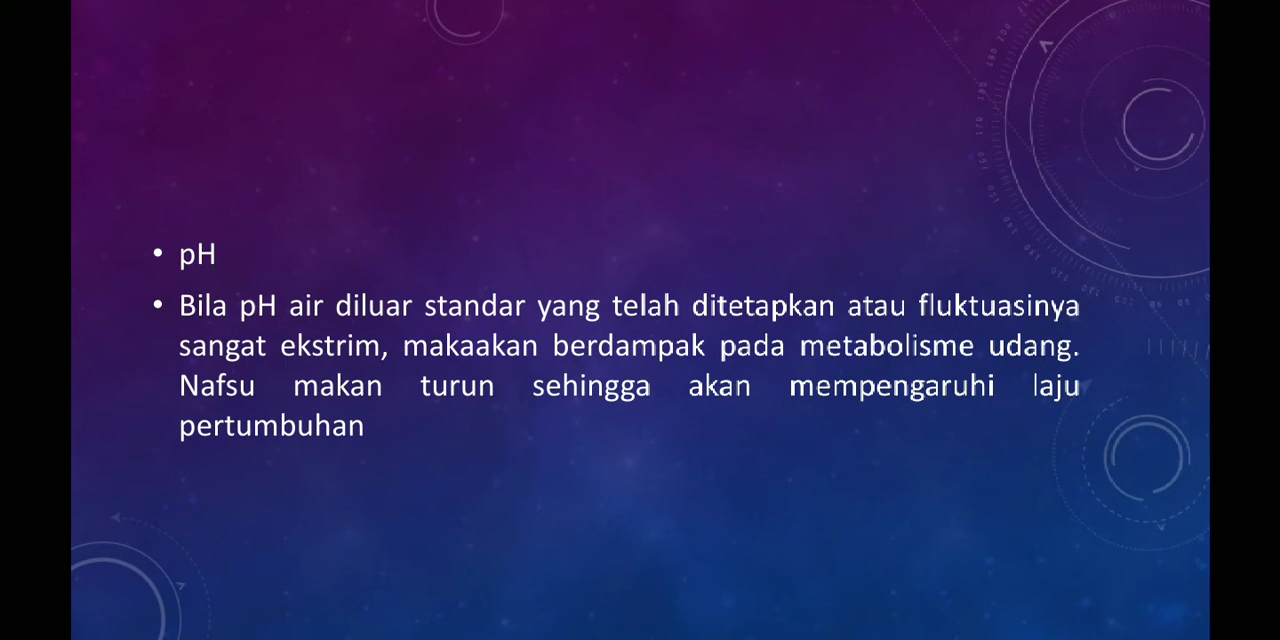 • pH
• Bila pH air diluar standar yang telah ditetapkan atau fluktuasinya
sangat ekstrim, makaakan berdampak pada metabolisme udang.
Nafsu makan turun sehingga akan mempengaruhi laju
pertumbuhan